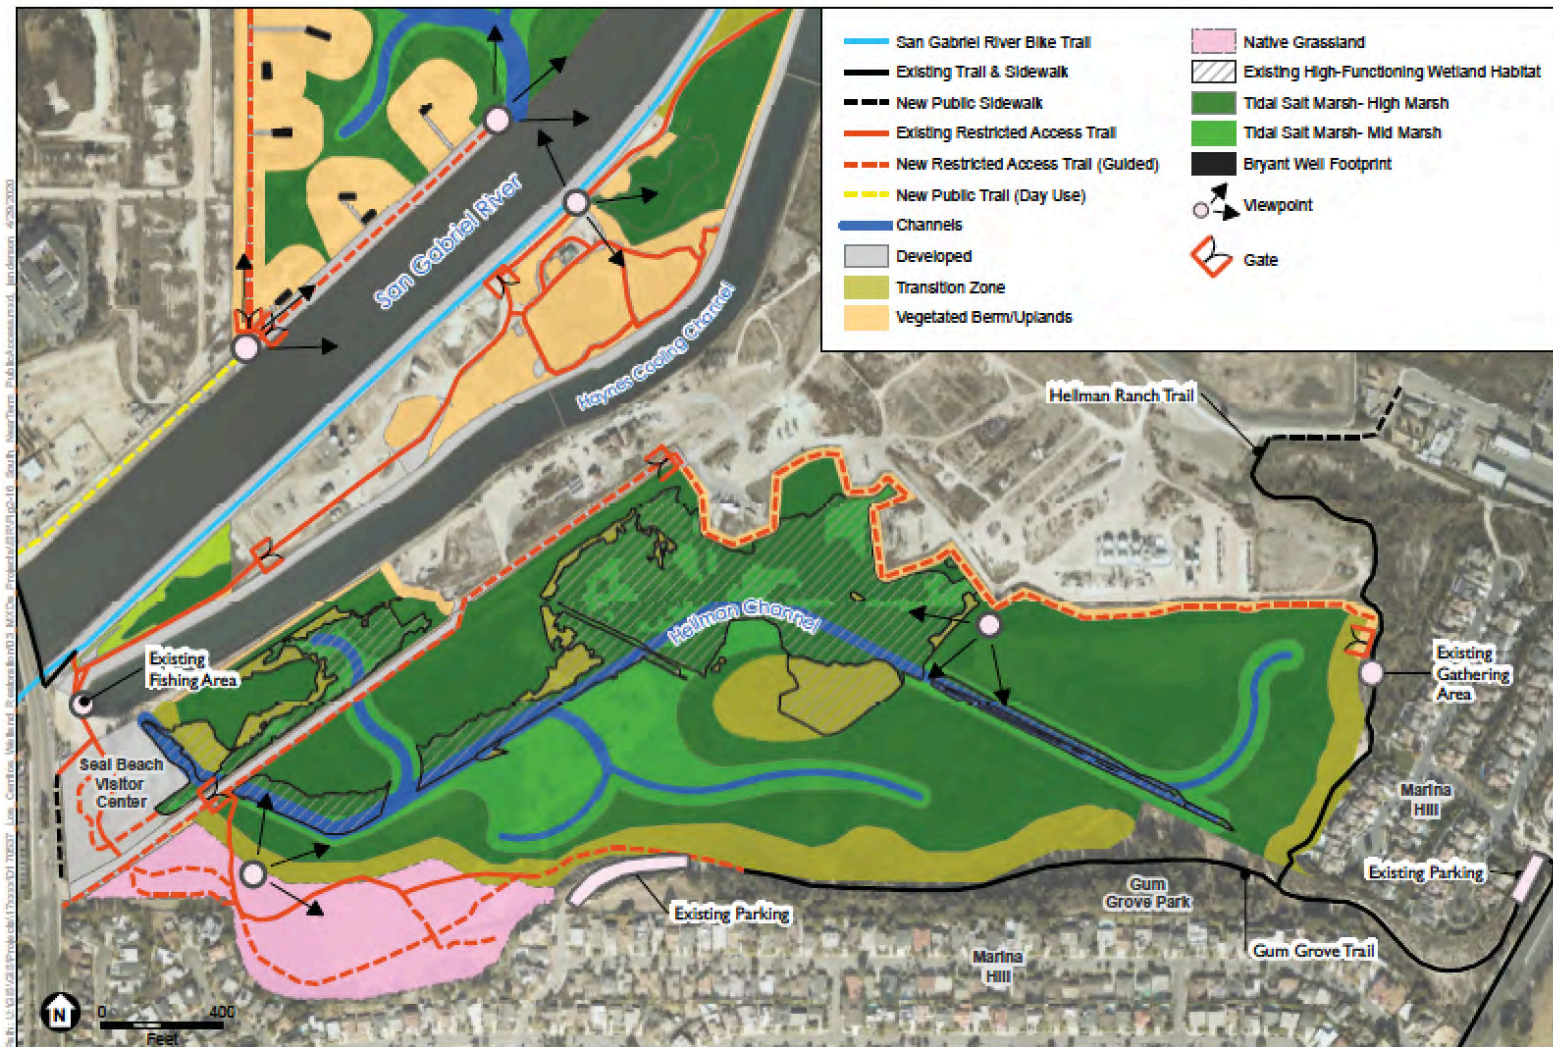 San Gabriel River Bike Trail
Existing Trail & Sidewalk
New Public Sidewalk
Existing Restricted Access Trail
New Restricted Access Trail (Guided)
New Public Trail (Day Use)
Channels
Developed
Transition Zone
Vegetated Berm/Uplands
Native Grassland
Existing High-Functioning Wetland Habitat
Tidal Salt Marsh- High Marsh
Tidal Salt Marsh- Mid Marsh
Bryant Well Footprint
Viewpoint
Gate
San Gabriel River
Haynes Cooling Channel
Hellman Ranch Trail
Hellman Channel
Existing
Fishing Area
Existing
Gathering
Area
Seal Beach
Visitor
Center
Marina
Hill
Existing Parking
Existing Parking
Gum
Grove Park
Gum Grove Trail
Marina
Hill
N
0
400
Feet